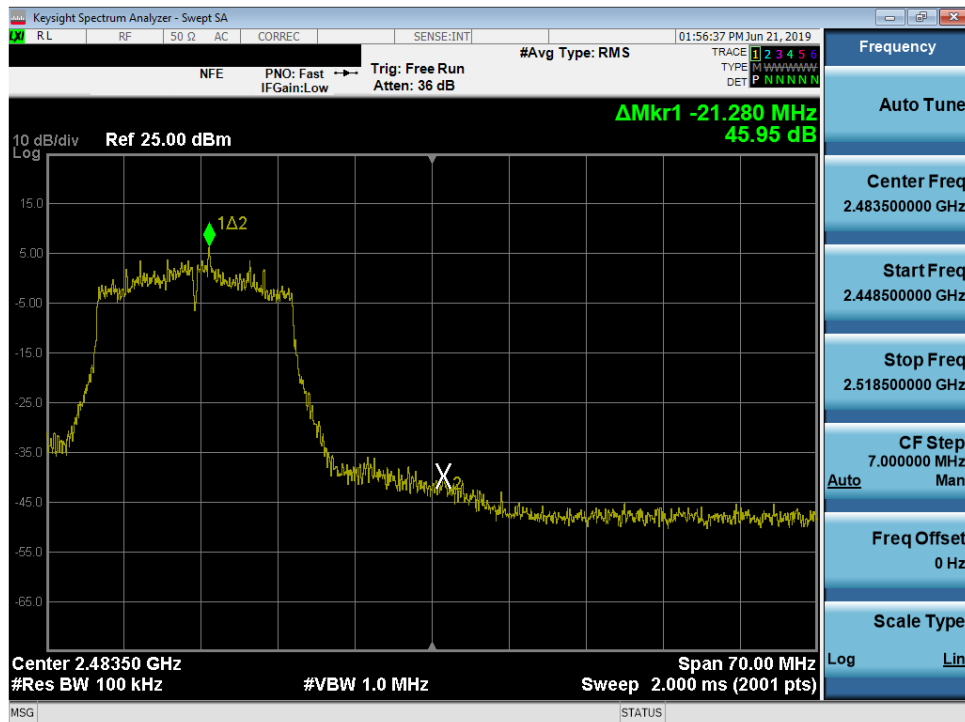 Keysight Spectrum Analyzer - Swept SA
LXI RL RF 50 Ω AC CORREC SENSE:INT 01:56:37 PM Jun 21, 2019
#Avg Type: RMS TRACE 1 2 3 4 5 6
NFE PNO: Fast Trig: Free Run TYPE M WWWWW
IFGain:Low Atten: 36 dB DET P N N N N N
ΔMkr1 -21.280 MHz
10 dB/div Ref 25.00 dBm 45.95 dB
Log
15.0
1Δ2
5.00
-5.00
-15.0
-25.0
-35.0
X2
-45.0
-55.0
-65.0
Center 2.48350 GHz Span 70.00 MHz
#Res BW 100 kHz #VBW 1.0 MHz Sweep 2.000 ms (2001 pts)
MSG STATUS
Frequency
Auto Tune
Center Freq
2.483500000 GHz
Start Freq
2.448500000 GHz
Stop Freq
2.518500000 GHz
CF Step
7.000000 MHz
Auto Man
Freq Offset
0 Hz
Scale Type
Log Lin